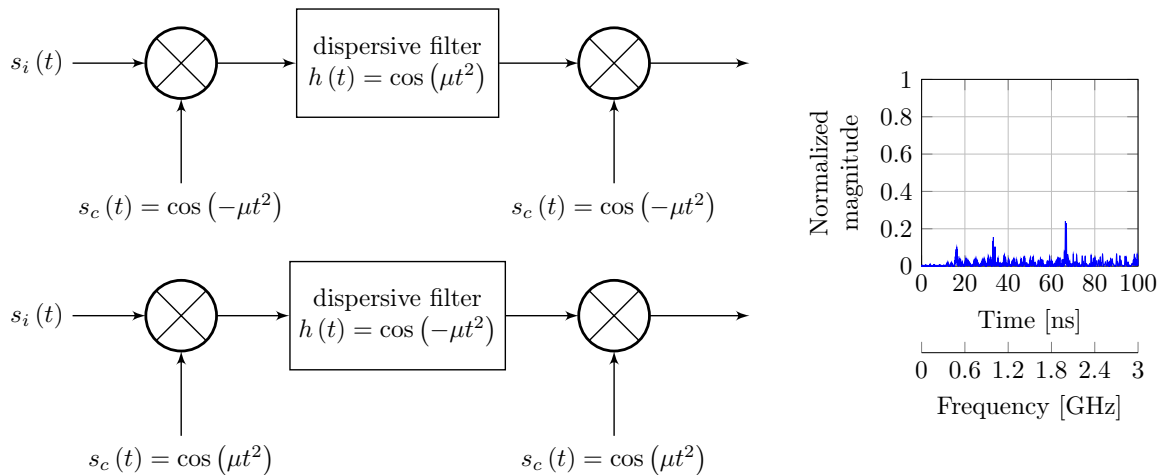 s_i (t)
dispersive filter
h (t) = cos (μt²)
s_c (t) = cos (−μt²)
s_c (t) = cos (−μt²)
s_i (t)
dispersive filter
h (t) = cos (−μt²)
s_c (t) = cos (μt²)
s_c (t) = cos (μt²)
Normalized
magnitude
1
0.8
0.6
0.4
0.2
0
0 20 40 60 80 100
Time [ns]
0 0.6 1.2 1.8 2.4 3
Frequency [GHz]